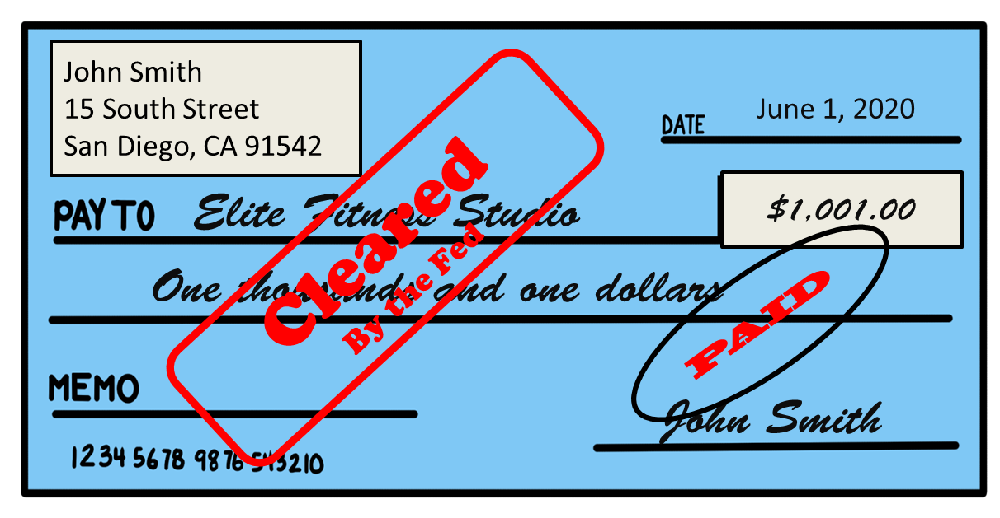 John Smith
15 South Street
San Diego, CA 91542
DATE June 1, 2020
PAY TO Elite Fitness Studio
$1,001.00
One thousands and one dollars
Cleared
By the Fed
PAID
MEMO
John Smith
1234 5678 9876 543210